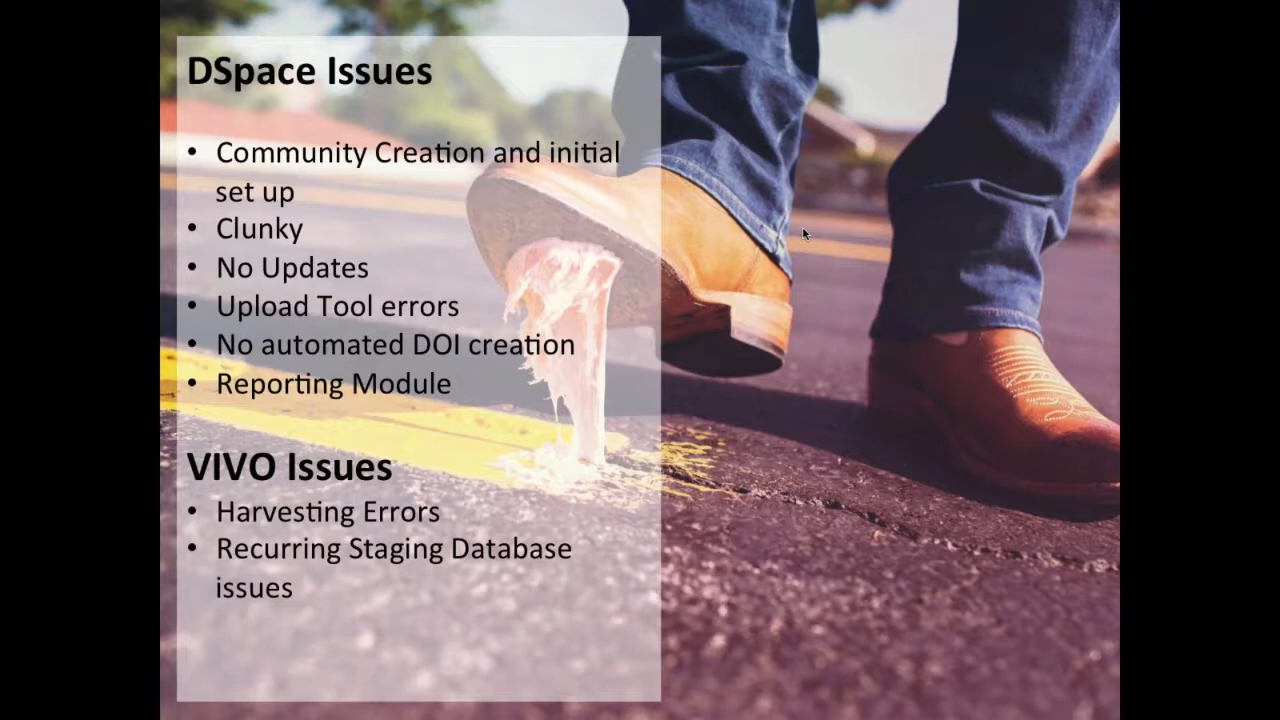 DSpace Issues
• Community Creation and initial
set up
• Clunky
• No Updates
• Upload Tool errors
• No automated DOI creation
• Reporting Module
VIVO Issues
• Harvesting Errors
• Recurring Staging Database
issues